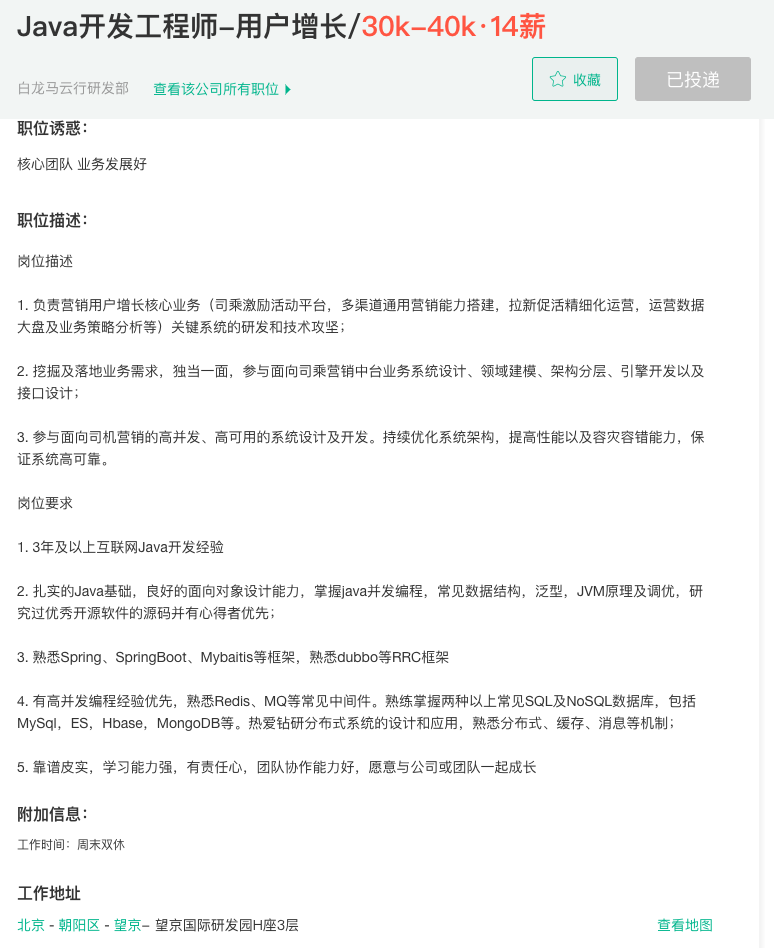 Java开发工程师-用户增长/30k-40k·14薪
白龙马云行研发部 查看该公司所有职位
收藏
已投递
职位诱惑：
核心团队 业务发展好
职位描述：
岗位描述
1. 负责营销用户增长核心业务（司乘激励活动平台，多渠道通用营销能力搭建，拉新促活精细化运营，运营数据
大盘及业务策略分析等）关键系统的研发和技术攻坚；
2. 挖掘及落地业务需求，独当一面，参与面向司乘营销中台业务系统设计、领域建模、架构分层、引擎开发以及
接口设计；
3. 参与面向司机营销的高并发、高可用的系统设计及开发。持续优化系统架构，提高性能以及容灾容错能力，保
证系统高可靠。
岗位要求
1. 3年及以上互联网Java开发经验
2. 扎实的Java基础，良好的面向对象设计能力，掌握java并发编程，常见数据结构，泛型，JVM原理及调优，研
究过优秀开源软件的源码并有心得者优先；
3. 熟悉Spring、SpringBoot、Mybaitis等框架，熟悉dubbo等RRC框架
4. 有高并发编程经验优先，熟悉Redis、MQ等常见中间件。熟练掌握两种以上常见SQL及NoSQL数据库，包括
MySql，ES，Hbase，MongoDB等。热爱钻研分布式系统的设计和应用，熟悉分布式、缓存、消息等机制；
5. 靠谱皮实，学习能力强，有责任心，团队协作能力好，愿意与公司或团队一起成长
附加信息：
工作时间：周末双休
工作地址
北京 - 朝阳区 - 望京- 望京国际研发园H座3层 查看地图